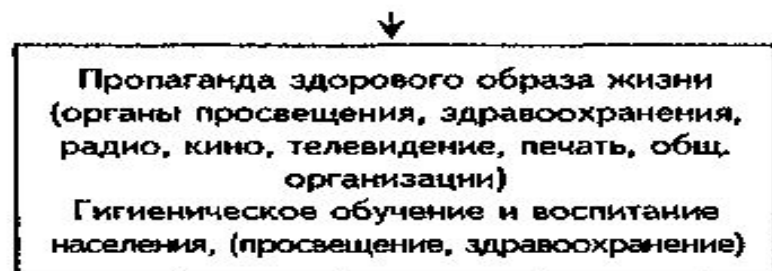 Пропаганда здорового образа жизни
(органы просвещения, здравоохранения,
радио, кино, телевидение, печать, общ.
организации)
Гигиеническое обучение и воспитание
населения, (просвещение, здравоохранение)